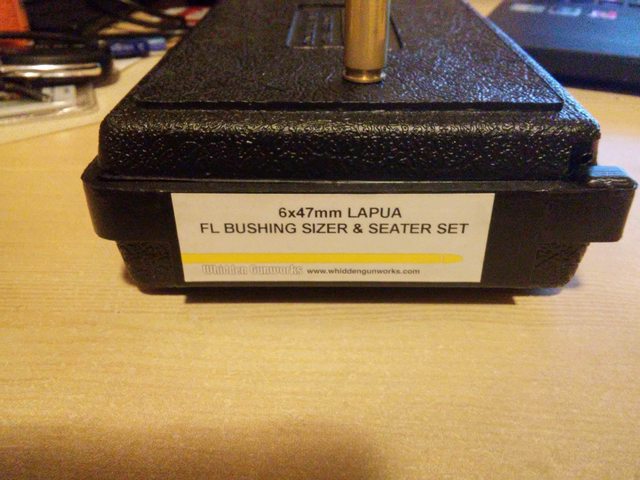 6x47mm LAPUA
FL BUSHING SIZER & SEATER SET
Whidden Gunworks www.whiddengunworks.com